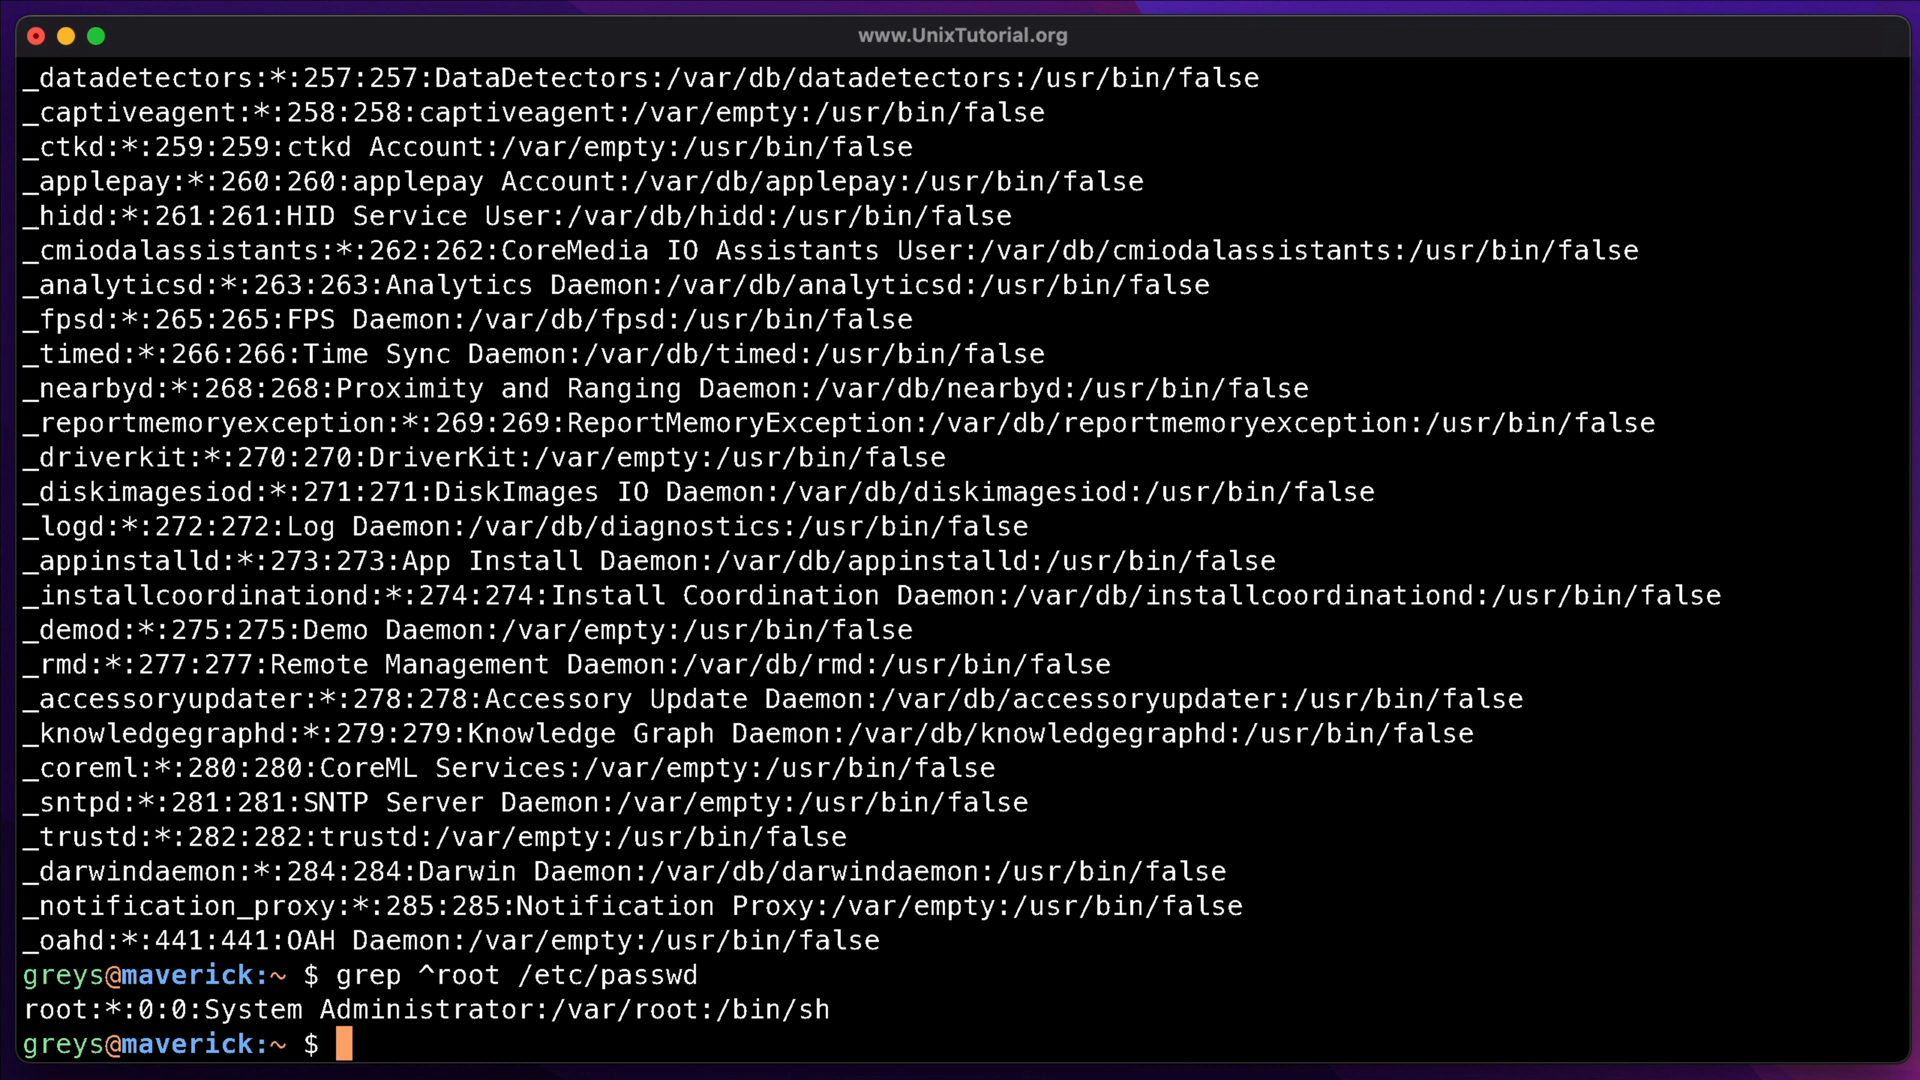 www.UnixTutorial.org
_datadetectors:*:257:257:DataDetectors:/var/db/datadetectors:/usr/bin/false
_captiveagent:*:258:258:captiveagent:/var/empty:/usr/bin/false
_ctkd:*:259:259:ctkd Account:/var/empty:/usr/bin/false
_applepay:*:260:260:applepay Account:/var/db/applepay:/usr/bin/false
_hidd:*:261:261:HID Service User:/var/db/hidd:/usr/bin/false
_cmiodalassistants:*:262:262:CoreMedia IO Assistants User:/var/db/cmiodalassistants:/usr/bin/false
_analyticsd:*:263:263:Analytics Daemon:/var/db/analyticsd:/usr/bin/false
_fpsd:*:265:265:FPS Daemon:/var/db/fpsd:/usr/bin/false
_timed:*:266:266:Time Sync Daemon:/var/db/timed:/usr/bin/false
_nearbyd:*:268:268:Proximity and Ranging Daemon:/var/db/nearbyd:/usr/bin/false
_reportmemoryexception:*:269:269:ReportMemoryException:/var/db/reportmemoryexception:/usr/bin/false
_driverkit:*:270:270:DriverKit:/var/empty:/usr/bin/false
_diskimagesiod:*:271:271:DiskImages IO Daemon:/var/db/diskimagesiod:/usr/bin/false
_logd:*:272:272:Log Daemon:/var/db/diagnostics:/usr/bin/false
_appinstalld:*:273:273:App Install Daemon:/var/db/appinstalld:/usr/bin/false
_installcoordinationd:*:274:274:Install Coordination Daemon:/var/db/installcoordinationd:/usr/bin/false
_demod:*:275:275:Demo Daemon:/var/empty:/usr/bin/false
_rmd:*:277:277:Remote Management Daemon:/var/db/rmd:/usr/bin/false
_accessoryupdater:*:278:278:Accessory Update Daemon:/var/db/accessoryupdater:/usr/bin/false
_knowledgegraphd:*:279:279:Knowledge Graph Daemon:/var/db/knowledgegraphd:/usr/bin/false
_coreml:*:280:280:CoreML Services:/var/empty:/usr/bin/false
_sntpd:*:281:281:SNTP Server Daemon:/var/empty:/usr/bin/false
_trustd:*:282:282:trustd:/var/empty:/usr/bin/false
_darwindaemon:*:284:284:Darwin Daemon:/var/db/darwindaemon:/usr/bin/false
_notification_proxy:*:285:285:Notification Proxy:/var/empty:/usr/bin/false
_oahd:*:441:441:OAH Daemon:/var/empty:/usr/bin/false
greys@maverick:~ $ grep ^root /etc/passwd
root:*:0:0:System Administrator:/var/root:/bin/sh
greys@maverick:~ $